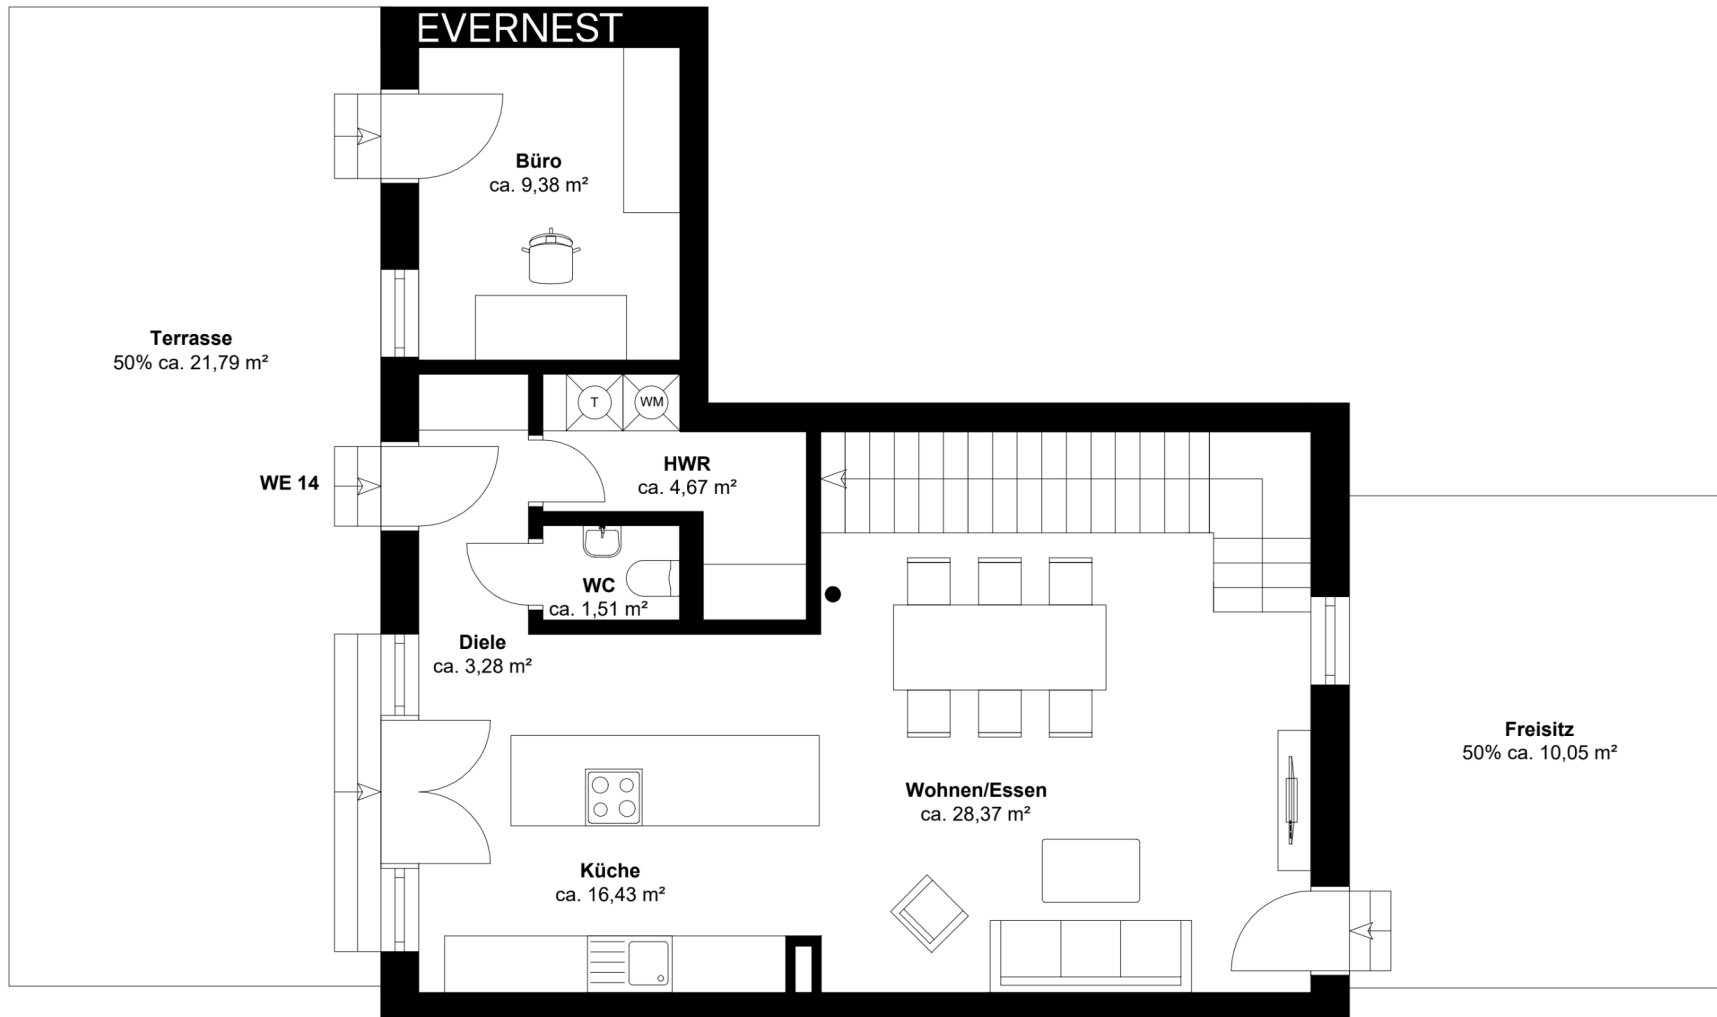 EVERNEST
Büro
ca. 9,38 m²
Terrasse
50% ca. 21,79 m²
T
WM
HWR
ca. 4,67 m²
WE 14
WC
ca. 1,51 m²
Diele
ca. 3,28 m²
Wohnen/Essen
ca. 28,37 m²
Freisitz
50% ca. 10,05 m²
Küche
ca. 16,43 m²